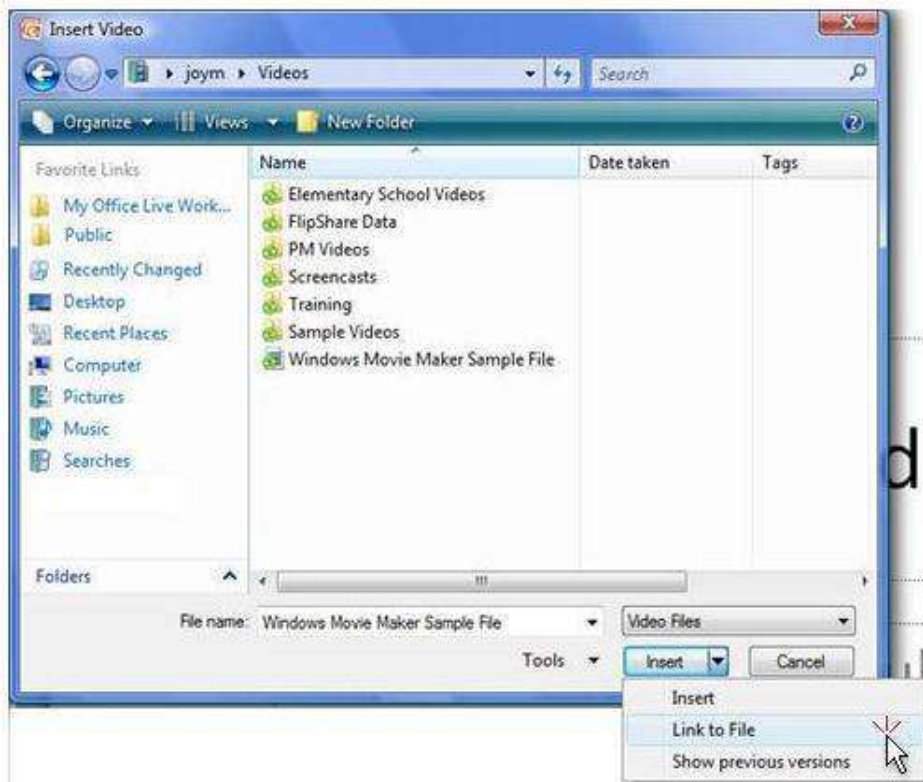 Insert Video
joym Videos
Search
Organize Views New Folder
Favorite Links
My Office Live Work...
Public
Recently Changed
Desktop
Recent Places
Computer
Pictures
Music
Searches
Folders
Name Date taken Tags
Elementary School Videos
FlipShare Data
PM Videos
Screencasts
Training
Sample Videos
Windows Movie Maker Sample File
File name: Windows Movie Maker Sample File Video Files
Tools Insert Cancel
Insert
Link to File
Show previous versions
d